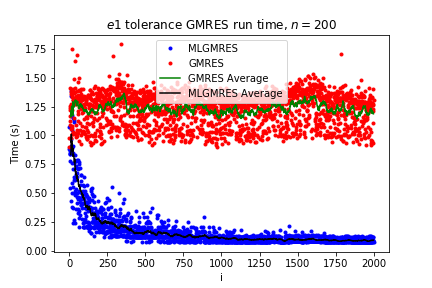 e1 tolerance GMRES run time, n = 200
MLGMRES
GMRES
GMRES Average
MLGMRES Average
Time (s)
1.75
1.50
1.25
1.00
0.75
0.50
0.25
0.00
0 250 500 750 1000 1250 1500 1750 2000
i